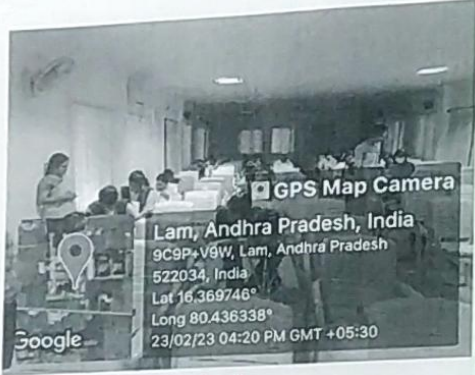 GPS Map Camera
Lam, Andhra Pradesh, India
9C9P+V9W, Lam, Andhra Pradesh
522034, India
Lat 16.369746°
Long 80.436338°
23/02/23 04:20 PM GMT +05:30
Google